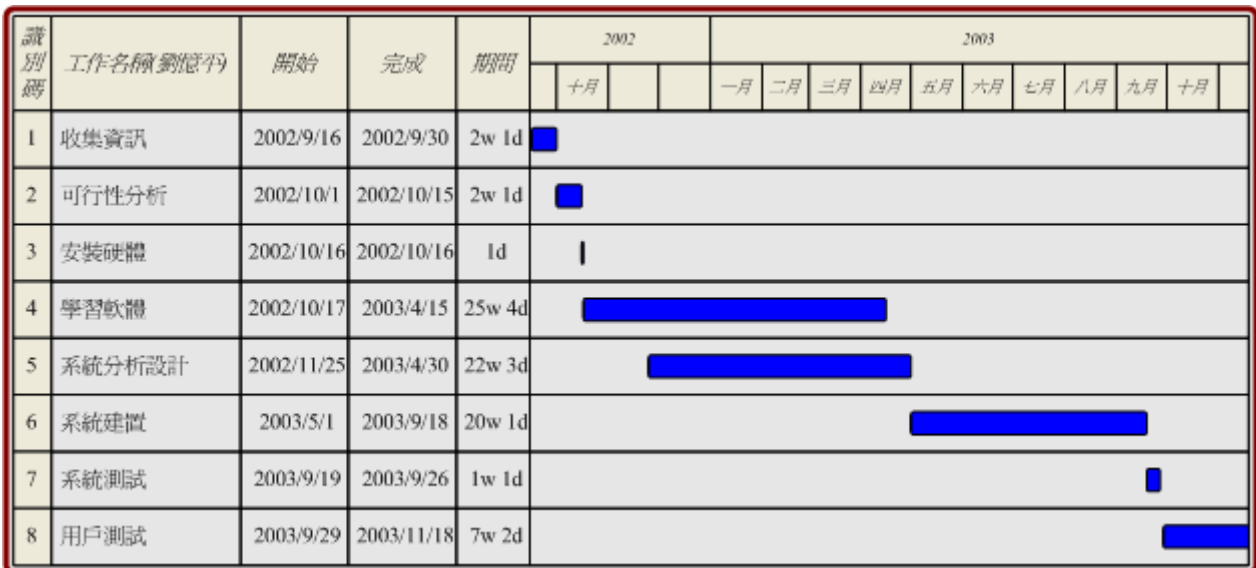 識別碼 工作名稱(劉憶平) 開始 完成 期間 2002 2003
十月 一月 二月 三月 四月 五月 六月 七月 八月 九月 十月
1 收集資訊 2002/9/16 2002/9/30 2w 1d
2 可行性分析 2002/10/1 2002/10/15 2w 1d
3 安裝硬體 2002/10/16 2002/10/16 1d
4 學習軟體 2002/10/17 2003/4/15 25w 4d
5 系統分析設計 2002/11/25 2003/4/30 22w 3d
6 系統建置 2003/5/1 2003/9/18 20w 1d
7 系統測試 2003/9/19 2003/9/26 1w 1d
8 用戶測試 2003/9/29 2003/11/18 7w 2d